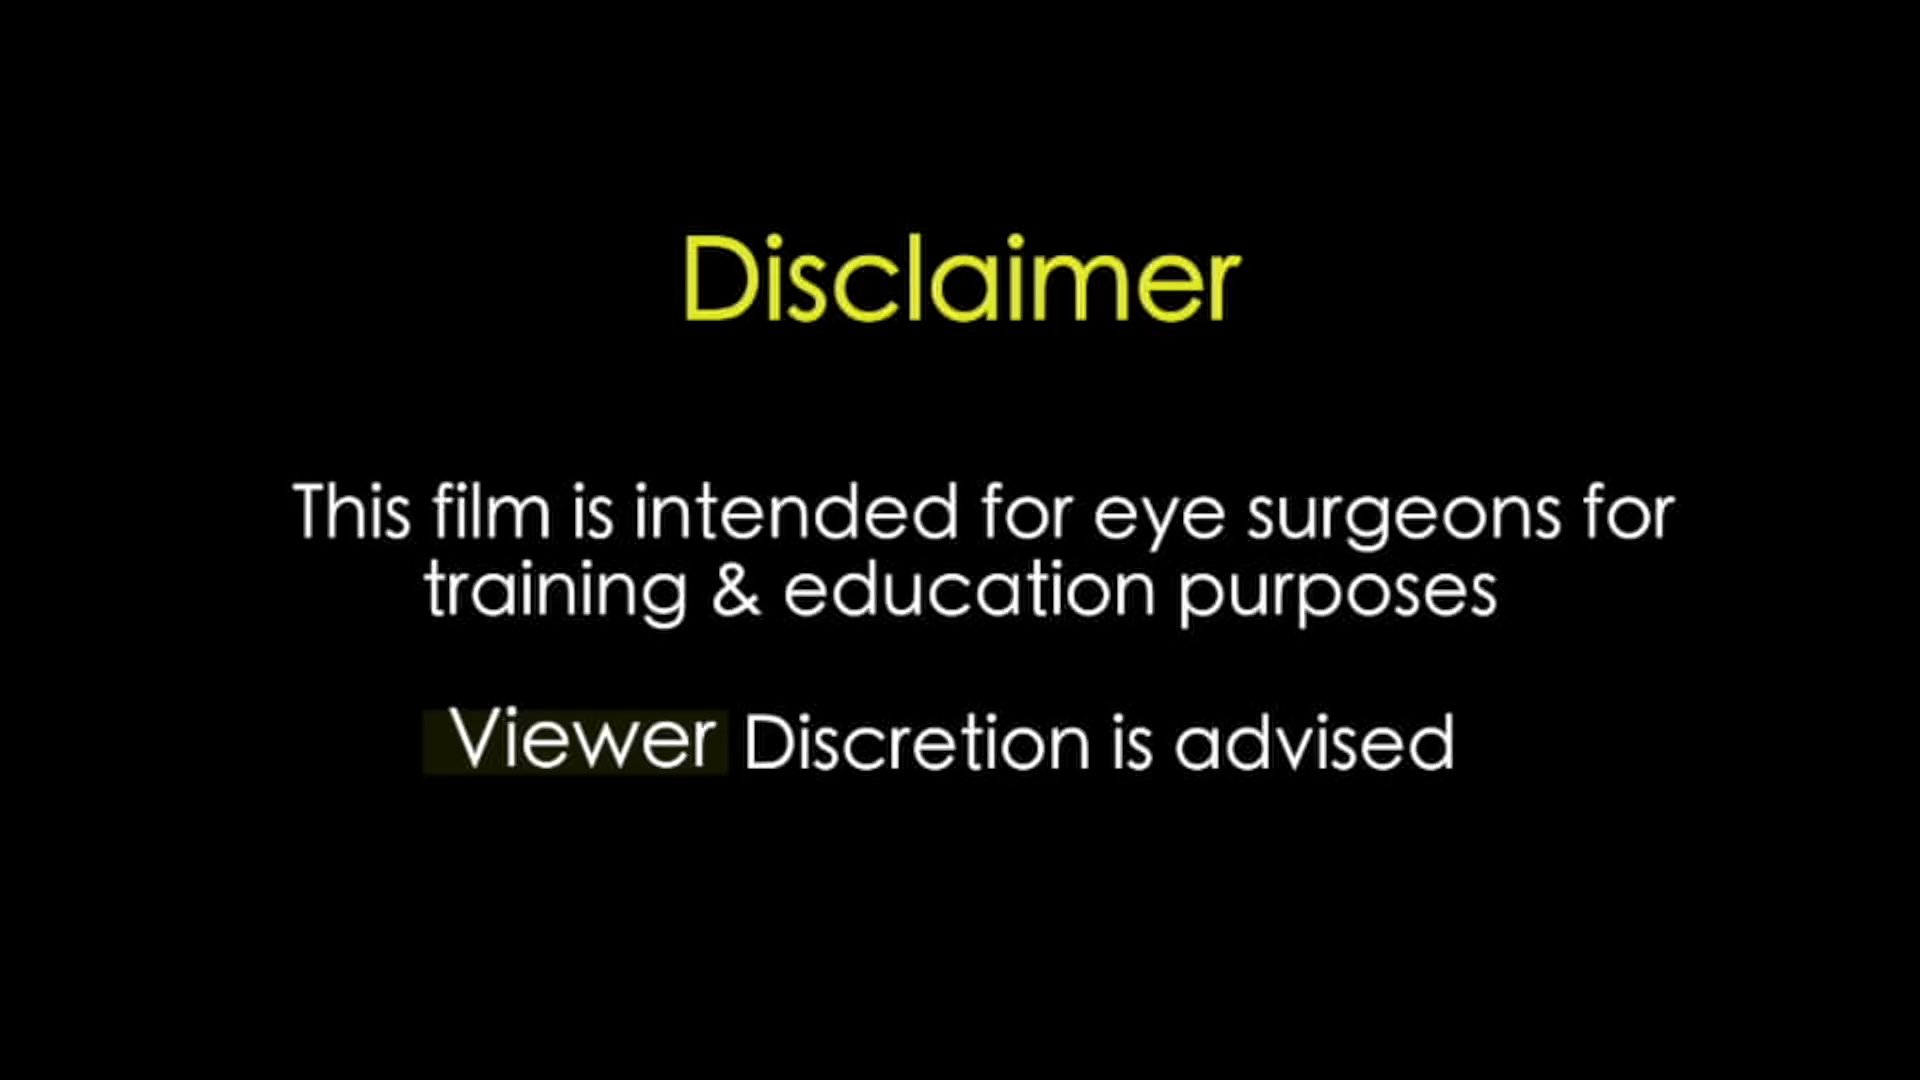 Disclaimer
This film is intended for eye surgeons for
training & education purposes
Viewer Discretion is advised